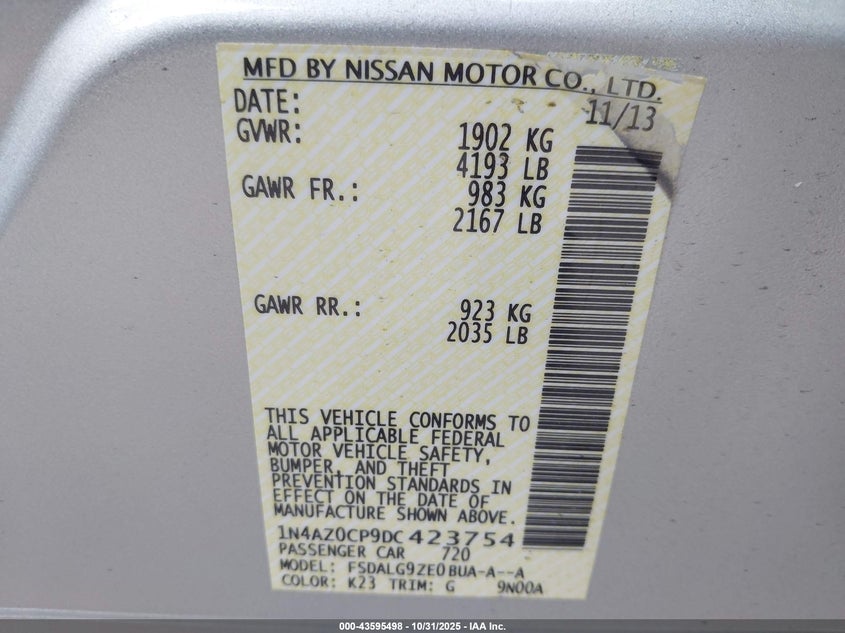 MFD BY NISSAN MOTOR CO., LTD.
DATE: 11/13
GVWR: 1902 KG
4193 LB
GAWR FR.: 983 KG
2167 LB
GAWR RR.: 923 KG
2035 LB
THIS VEHICLE CONFORMS TO
ALL APPLICABLE FEDERAL
MOTOR VEHICLE SAFETY,
BUMPER, AND THEFT
PREVENTION STANDARDS IN
EFFECT ON THE DATE OF
MANUFACTURE SHOWN ABOVE.
1N4AZ0CP9DC423754
PASSENGER CAR 720
MODEL: FSDALG9ZE0BUA-A--A
COLOR: K23 TRIM: G 9N00A
000-43595498 - 10/31/2025 - IAA Inc.